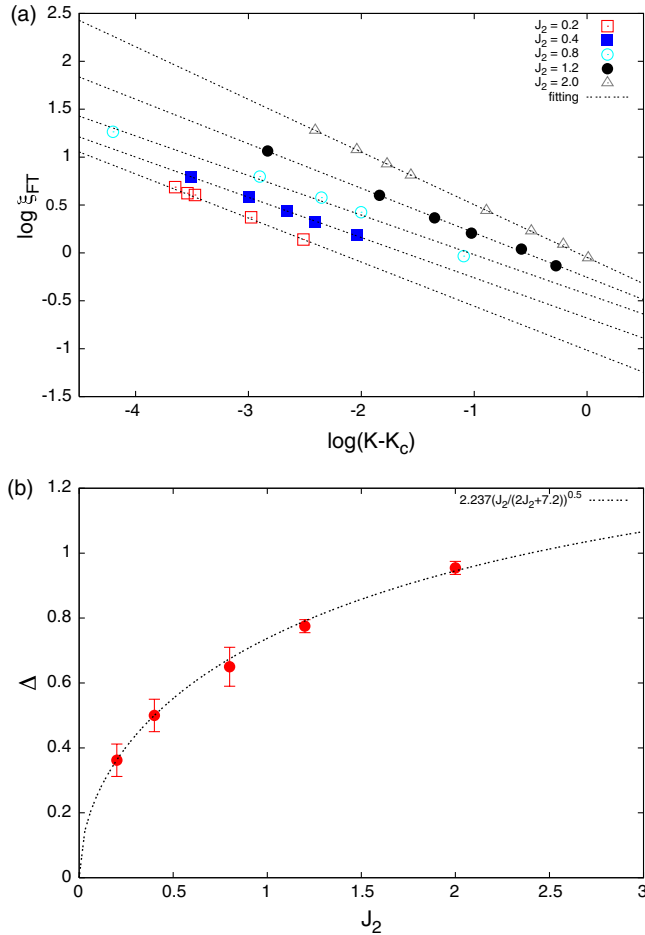 (a)
2.5
2
1.5
1
0.5
0
-0.5
-1
-1.5
log ξFT
J2 = 0.2
J2 = 0.4
J2 = 0.8
J2 = 1.2
J2 = 2.0
fitting
-4 -3 -2 -1 0
log(K-Kc)
(b)
1.2
1
0.8
0.6
0.4
0.2
0
Δ
2.237(J2/(2J2+7.2))^0.5
0 0.5 1 1.5 2 2.5 3
J2